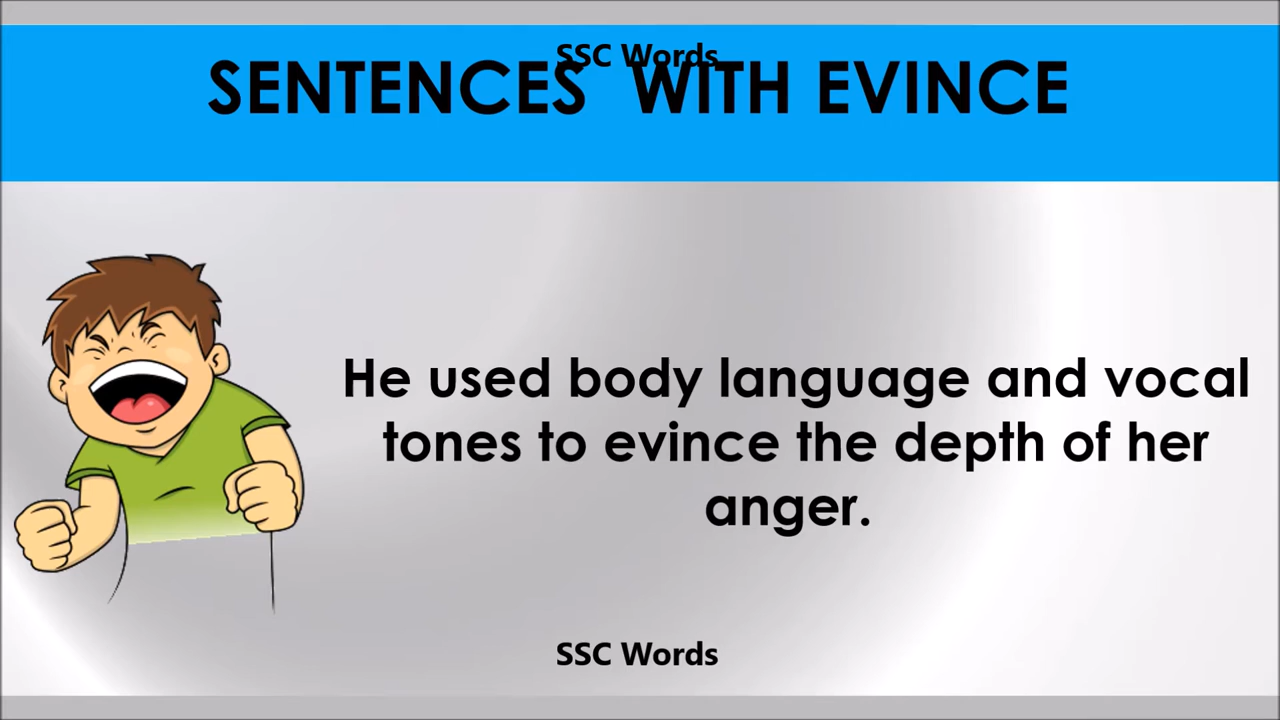 SSC Words
SENTENCES WITH EVINCE
He used body language and vocal
tones to evince the depth of her
anger.
SSC Words